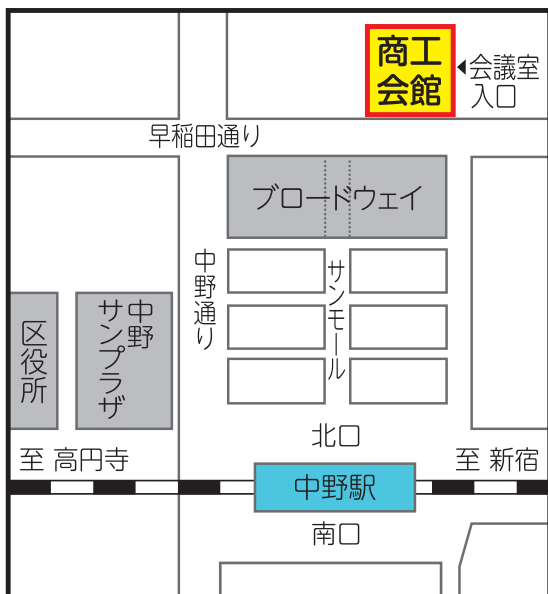 商工
会館
会議室
入口
早稲田通り
ブロードウェイ
中野通り
サンモール
中野
サンプラザ
区役所
北口
至 高円寺
至 新宿
中野駅
南口